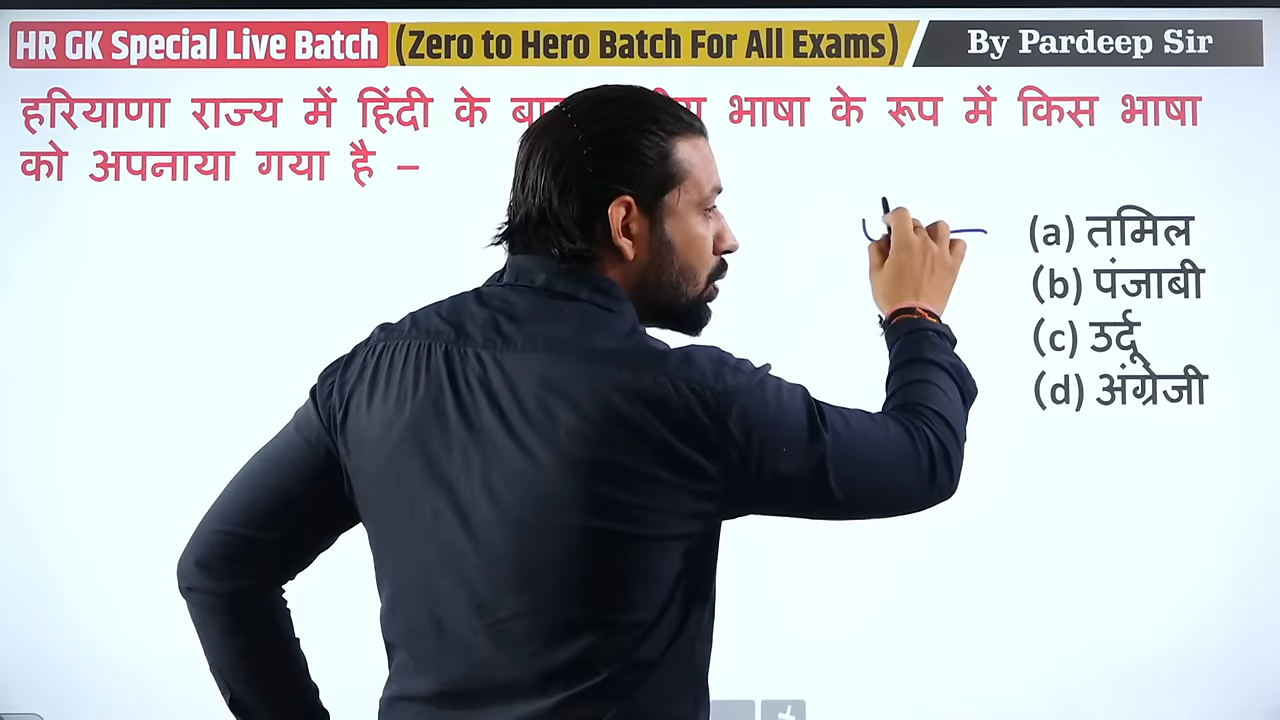 HR GK Special Live Batch (Zero to Hero Batch For All Exams) By Pardeep Sir
हरियाणा राज्य में हिंदी के भाषा के रूप में किस भाषा
को अपनाया गया है –
(a) तमिल
(b) पंजाबी
(c) उर्दू
(d) अंग्रेजी